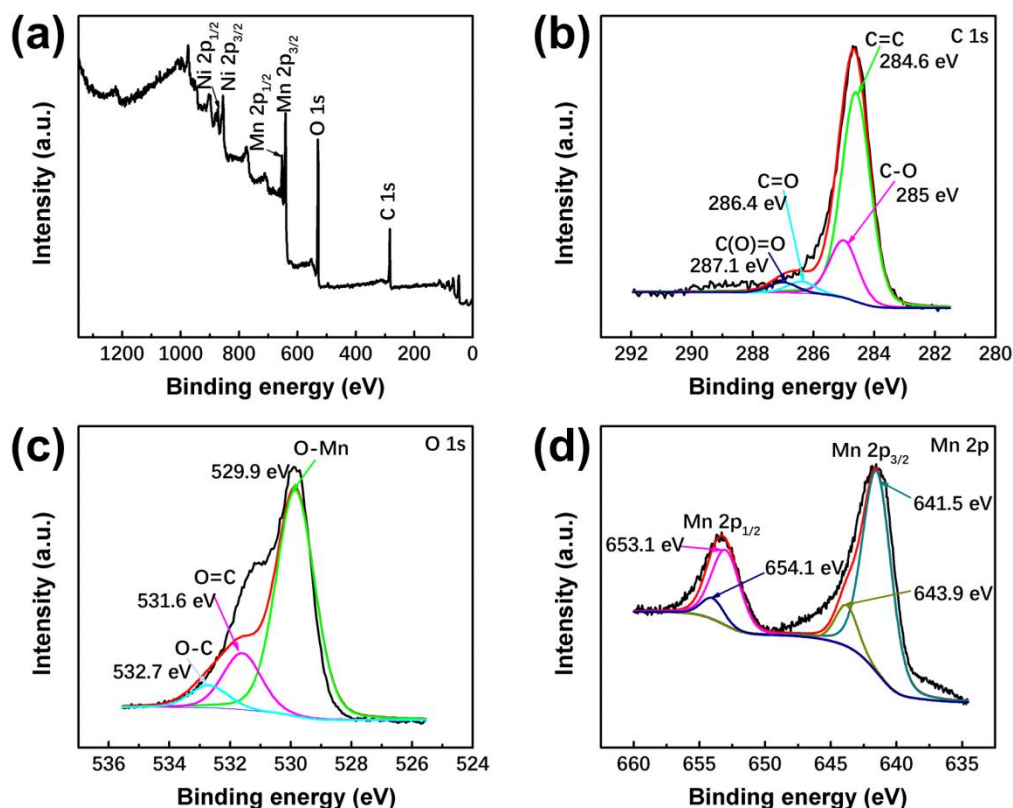 (a)
Ni 2p1/2
Ni 2p3/2
Mn 2p1/2
Mn 2p3/2
O 1s
C 1s
Intensity (a.u.)
1200 1000 800 600 400 200 0
Binding energy (eV)
(b)
C 1s
C=C
284.6 eV
C-O
285 eV
C=O
286.4 eV
C(O)=O
287.1 eV
Intensity (a.u.)
292 290 288 286 284 282 280
Binding energy (eV)
(c)
O 1s
O-Mn
529.9 eV
O=C
531.6 eV
O-C
532.7 eV
Intensity (a.u.)
536 534 532 530 528 526 524
Binding energy (eV)
(d)
Mn 2p
Mn 2p3/2
641.5 eV
Mn 2p1/2
653.1 eV
654.1 eV
643.9 eV
Intensity (a.u.)
660 655 650 645 640 635
Binding energy (eV)